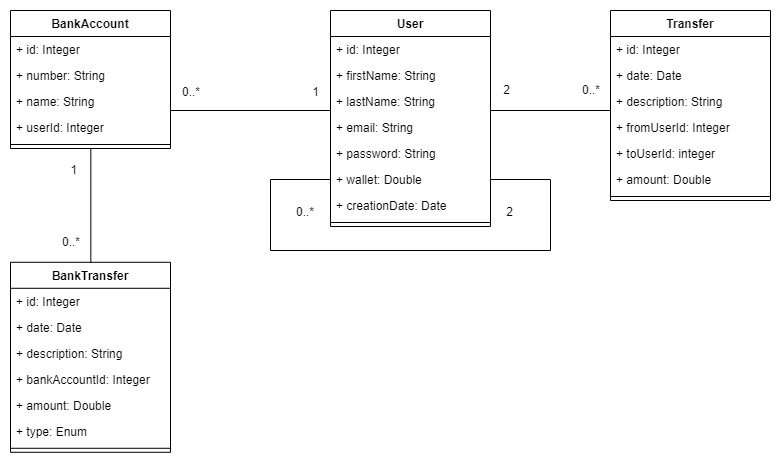 BankAccount
+ id: Integer
+ number: String
+ name: String
+ userId: Integer
0..*
1
User
+ id: Integer
+ firstName: String
+ lastName: String
+ email: String
+ password: String
+ wallet: Double
+ creationDate: Date
2
0..*
Transfer
+ id: Integer
+ date: Date
+ description: String
+ fromUserId: Integer
+ toUserId: integer
+ amount: Double
0..*
2
1
0..*
BankTransfer
+ id: Integer
+ date: Date
+ description: String
+ bankAccountId: Integer
+ amount: Double
+ type: Enum